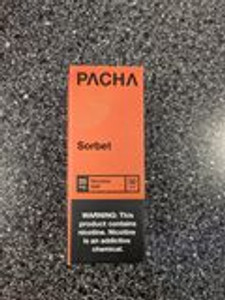 PACHA
Sorbet
WARNING: This
product contains
nicotine. Nicotine
is an addictive
chemical.